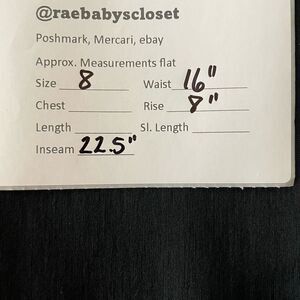 @raebabyscloset
Poshmark, Mercari, ebay
Approx. Measurements flat
Size 8 Waist 16"
Chest Rise 8"
Length Sl. Length
Inseam 22.5"